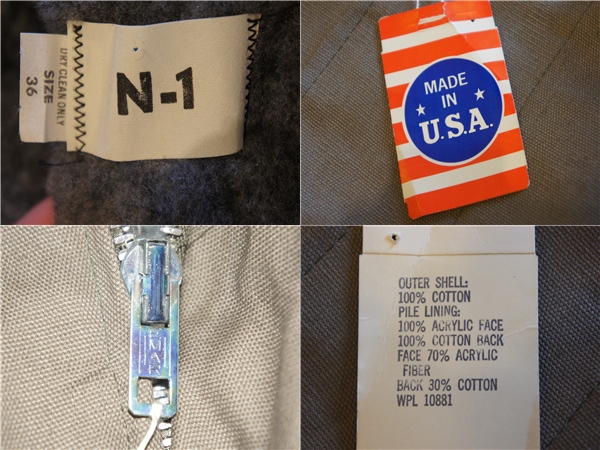 N-1
DRY CLEAN ONLY
SIZE
36
MADE
IN
U.S.A.
OUTER SHELL:
100% COTTON
PILE LINING:
100% ACRYLIC FACE
100% COTTON BACK
FACE 70% ACRYLIC
FIBER
BACK 30% COTTON
WPL 10881